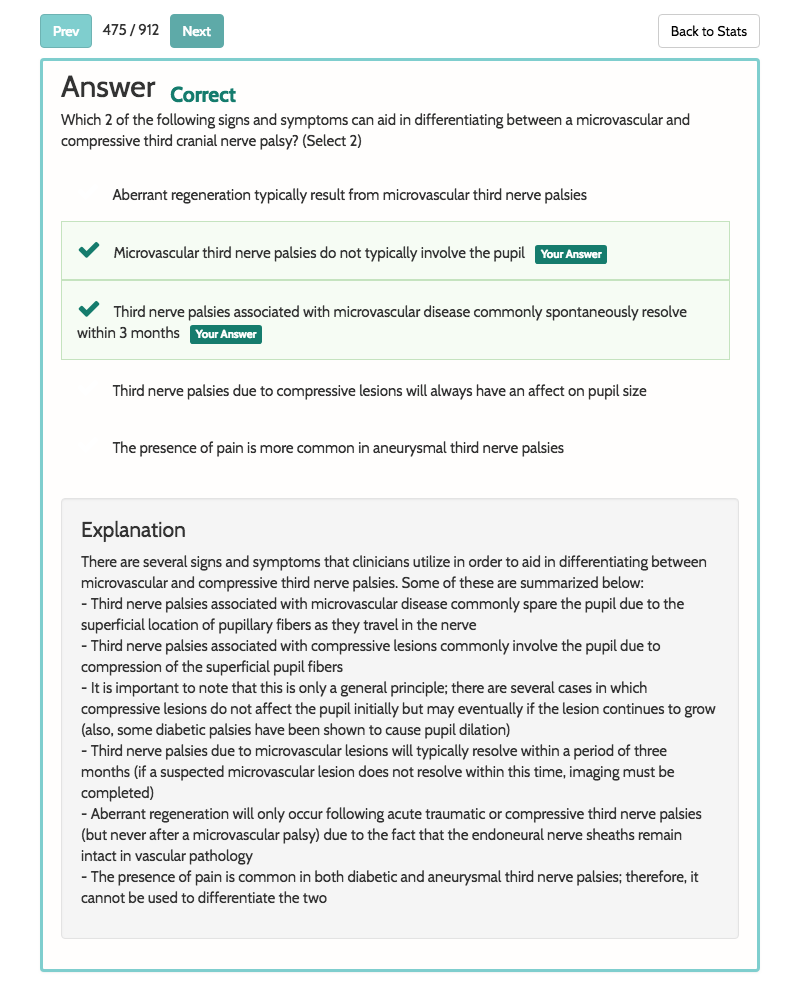 Prev 475 / 912 Next Back to Stats
Answer Correct
Which 2 of the following signs and symptoms can aid in differentiating between a microvascular and
compressive third cranial nerve palsy? (Select 2)
Aberrant regeneration typically result from microvascular third nerve palsies
Microvascular third nerve palsies do not typically involve the pupil Your Answer
Third nerve palsies associated with microvascular disease commonly spontaneously resolve
within 3 months Your Answer
Third nerve palsies due to compressive lesions will always have an affect on pupil size
The presence of pain is more common in aneurysmal third nerve palsies
Explanation
There are several signs and symptoms that clinicians utilize in order to aid in differentiating between
microvascular and compressive third nerve palsies. Some of these are summarized below:
- Third nerve palsies associated with microvascular disease commonly spare the pupil due to the
superficial location of pupillary fibers as they travel in the nerve
- Third nerve palsies associated with compressive lesions commonly involve the pupil due to
compression of the superficial pupil fibers
- It is important to note that this is only a general principle; there are several cases in which
compressive lesions do not affect the pupil initially but may eventually if the lesion continues to grow
(also, some diabetic palsies have been shown to cause pupil dilation)
- Third nerve palsies due to microvascular lesions will typically resolve within a period of three
months (if a suspected microvascular lesion does not resolve within this time, imaging must be
completed)
- Aberrant regeneration will only occur following acute traumatic or compressive third nerve palsies
(but never after a microvascular palsy) due to the fact that the endoneural nerve sheaths remain
intact in vascular pathology
- The presence of pain is common in both diabetic and aneurysmal third nerve palsies; therefore, it
cannot be used to differentiate the two